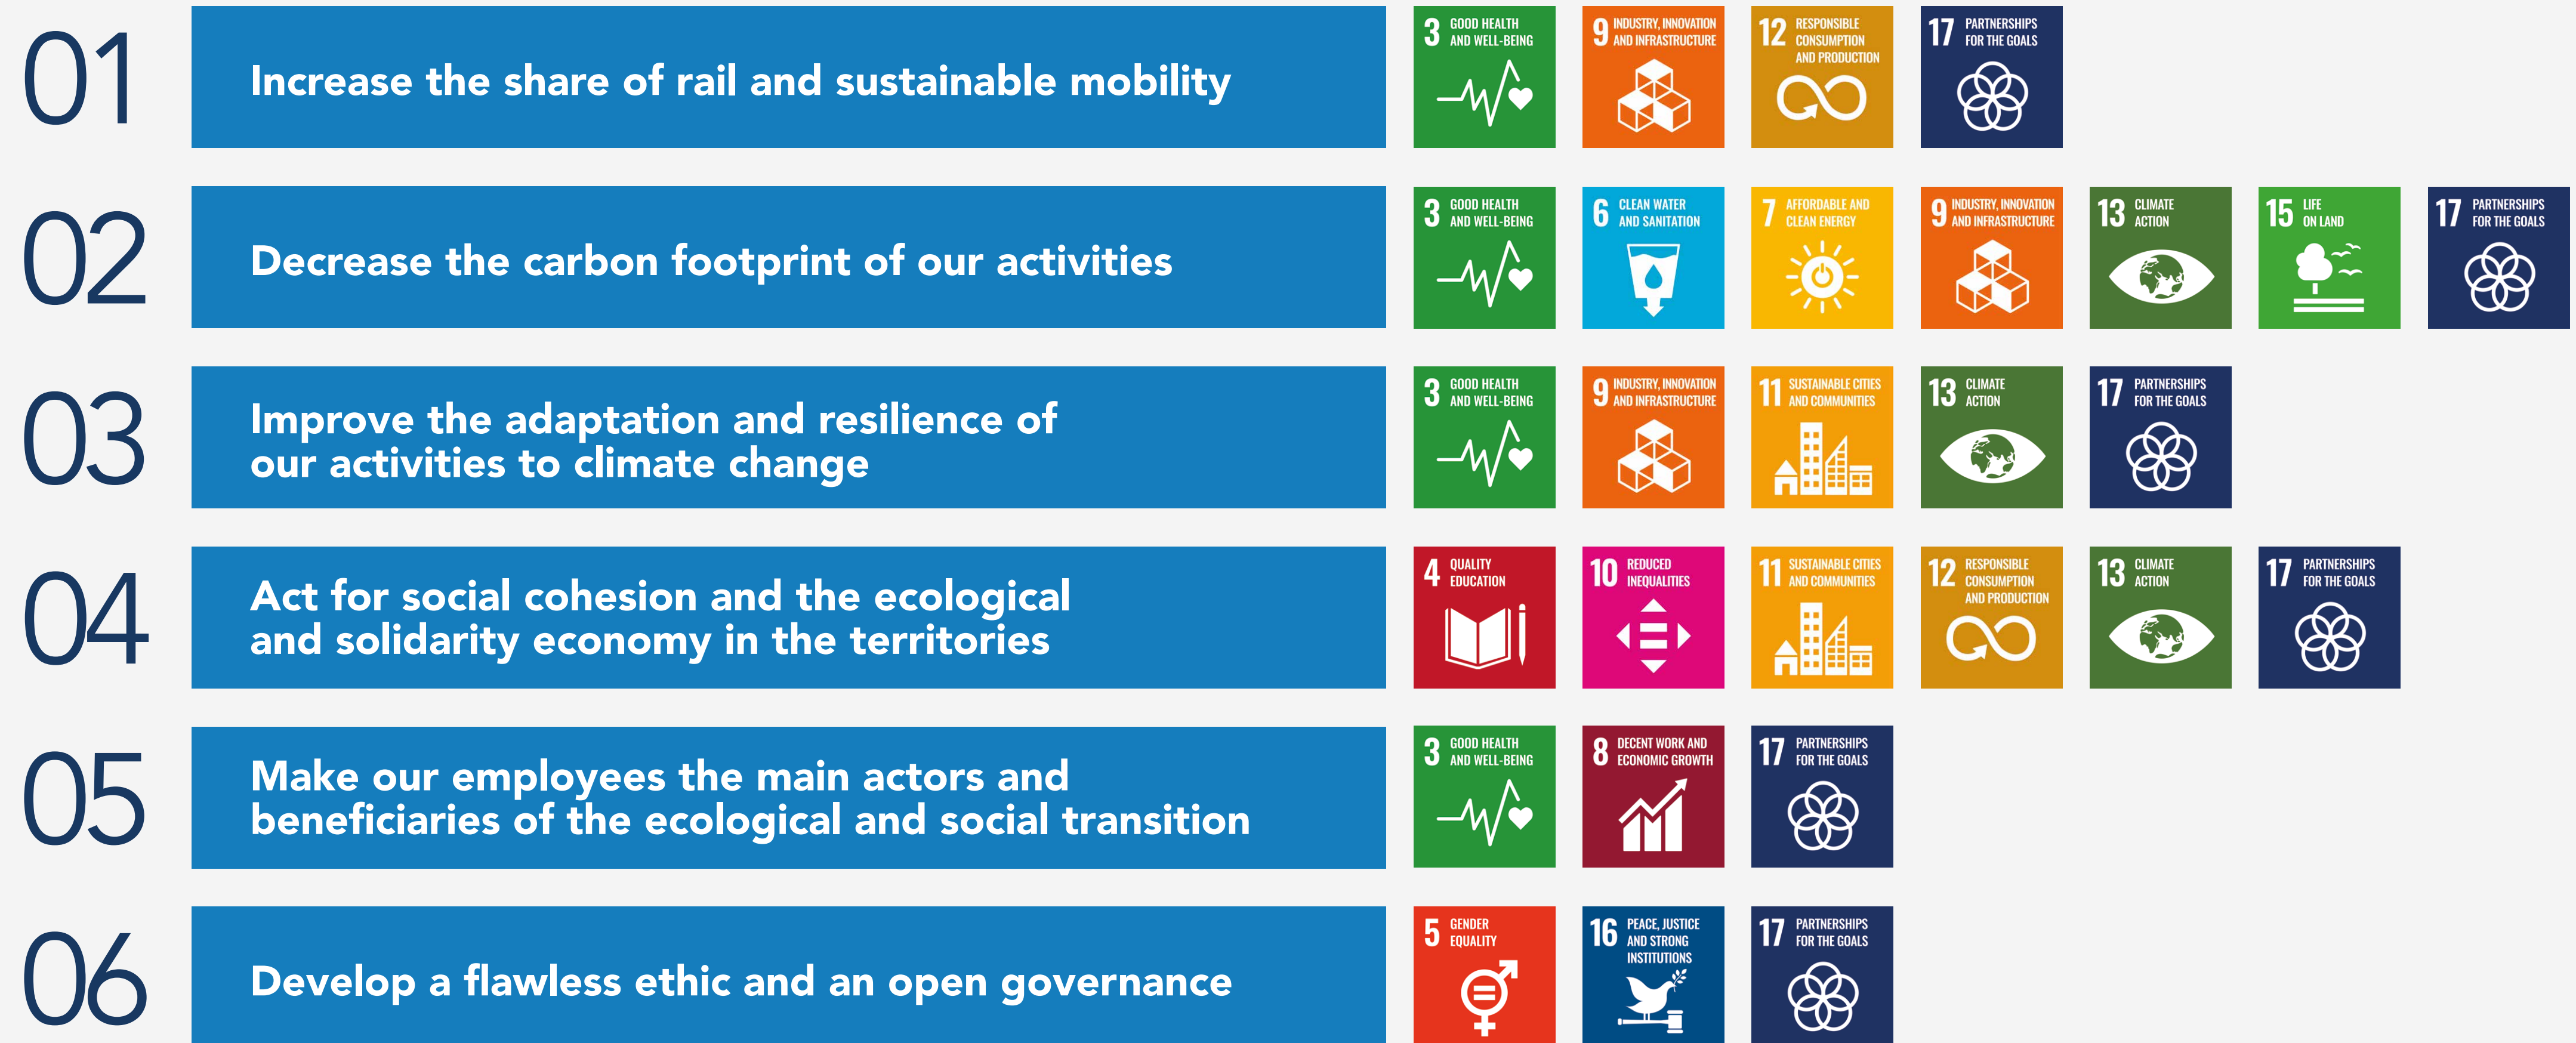 01
Increase the share of rail and sustainable mobility
3 GOOD HEALTH
AND WELL-BEING
9 INDUSTRY, INNOVATION
AND INFRASTRUCTURE
12 RESPONSIBLE
CONSUMPTION
AND PRODUCTION
17 PARTNERSHIPS
FOR THE GOALS
02
Decrease the carbon footprint of our activities
3 GOOD HEALTH
AND WELL-BEING
6 CLEAN WATER
AND SANITATION
7 AFFORDABLE AND
CLEAN ENERGY
9 INDUSTRY, INNOVATION
AND INFRASTRUCTURE
13 CLIMATE
ACTION
15 LIFE
ON LAND
17 PARTNERSHIPS
FOR THE GOALS
03
Improve the adaptation and resilience of
our activities to climate change
3 GOOD HEALTH
AND WELL-BEING
9 INDUSTRY, INNOVATION
AND INFRASTRUCTURE
11 SUSTAINABLE CITIES
AND COMMUNITIES
13 CLIMATE
ACTION
17 PARTNERSHIPS
FOR THE GOALS
04
Act for social cohesion and the ecological
and solidarity economy in the territories
4 QUALITY
EDUCATION
10 REDUCED
INEQUALITIES
11 SUSTAINABLE CITIES
AND COMMUNITIES
12 RESPONSIBLE
CONSUMPTION
AND PRODUCTION
13 CLIMATE
ACTION
17 PARTNERSHIPS
FOR THE GOALS
05
Make our employees the main actors and
beneficiaries of the ecological and social transition
3 GOOD HEALTH
AND WELL-BEING
8 DECENT WORK AND
ECONOMIC GROWTH
17 PARTNERSHIPS
FOR THE GOALS
06
Develop a flawless ethic and an open governance
5 GENDER
EQUALITY
16 PEACE, JUSTICE
AND STRONG
INSTITUTIONS
17 PARTNERSHIPS
FOR THE GOALS